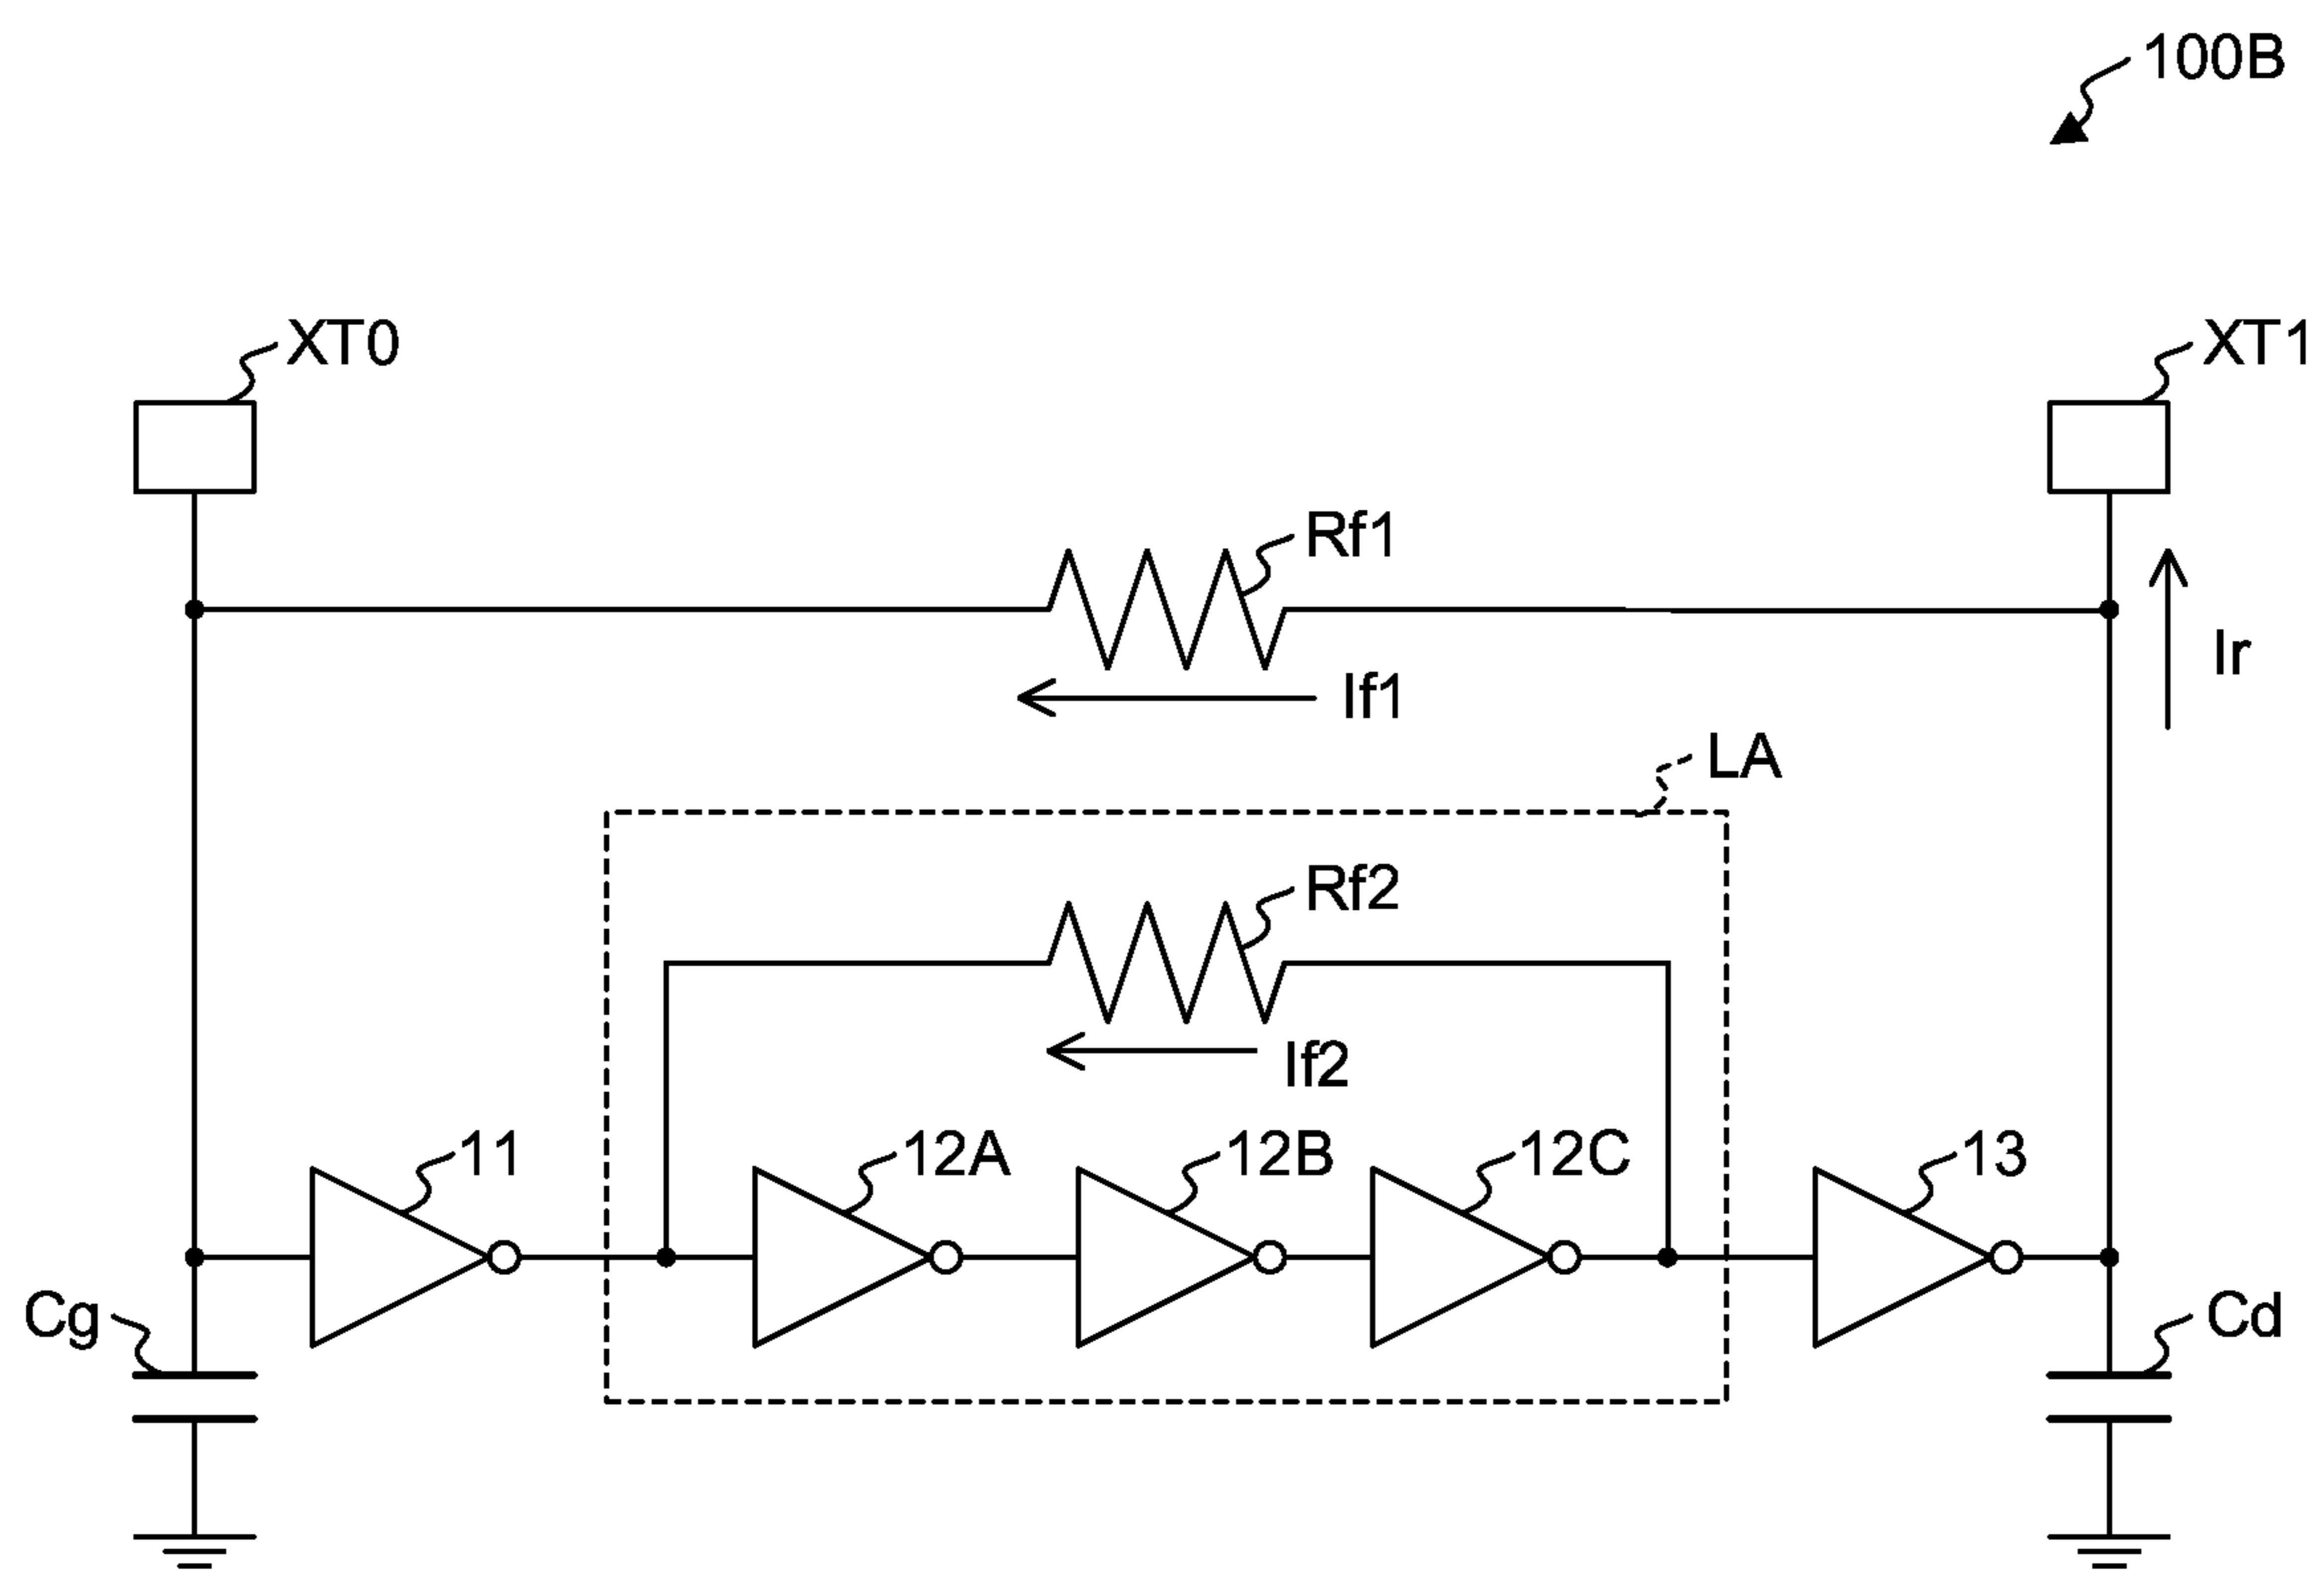 100B
XT0
XT1
Rf1
If1
Ir
LA
Rf2
If2
11
12A
12B
12C
13
Cg
Cd